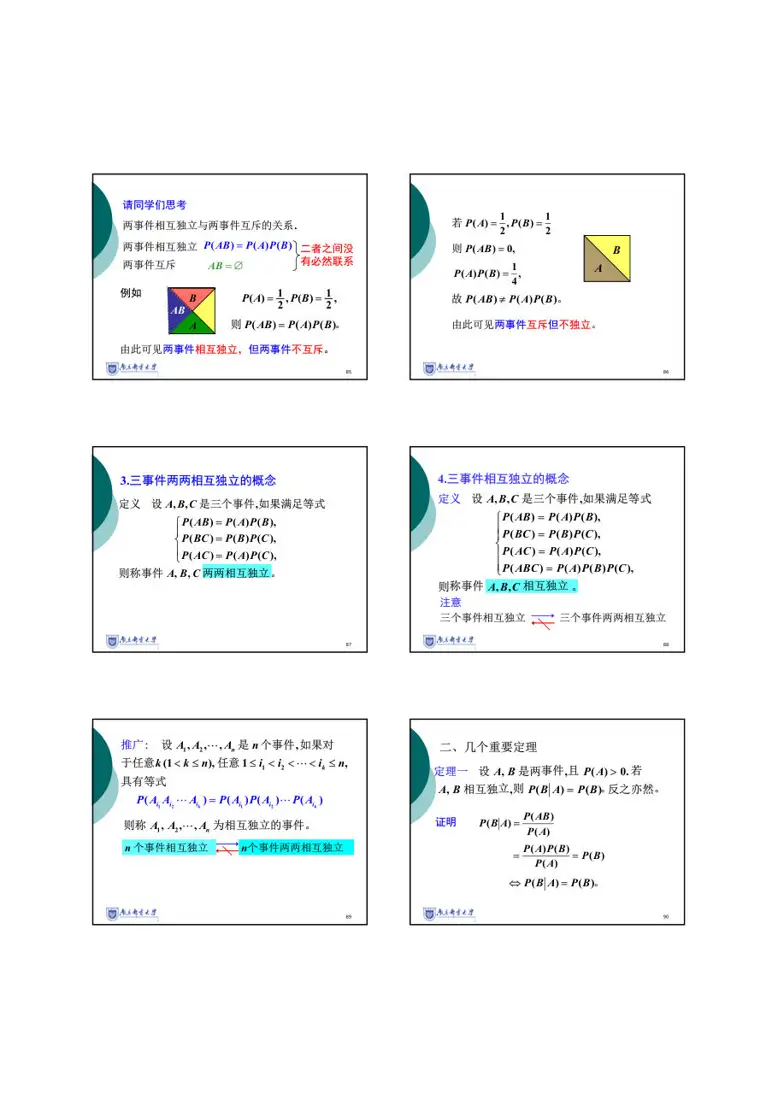 请同学们思考
两事件相互独立与两事件互斥的关系.
两事件相互独立 P(AB) = P(A)P(B)
两事件互斥 AB = ∅
二者之间没
有必然联系
例如
B
AB
A
P(A) = 1/2, P(B) = 1/2,
则 P(AB) = P(A)P(B)。
由此可见两事件相互独立，但两事件不互斥。
85
若 P(A) = 1/2, P(B) = 1/2
则 P(AB) = 0,
P(A)P(B) = 1/4,
故 P(AB) ≠ P(A)P(B)。
B
A
由此可见两事件互斥但不独立。
86
3.三事件两两相互独立的概念
定义 设 A,B,C 是三个事件,如果满足等式
P(AB) = P(A)P(B),
P(BC) = P(B)P(C),
P(AC) = P(A)P(C),
则称事件 A, B, C 两两相互独立。
87
4.三事件相互独立的概念
定义 设 A,B,C 是三个事件,如果满足等式
P(AB) = P(A)P(B),
P(BC) = P(B)P(C),
P(AC) = P(A)P(C),
P(ABC) = P(A)P(B)P(C),
则称事件 A,B,C 相互独立 。
注意
三个事件相互独立 三个事件两两相互独立
88
推广： 设 A₁, A₂, ⋯, Aₙ 是 n 个事件,如果对
于任意k (1 < k ≤ n), 任意 1 ≤ i₁ < i₂ < ⋯ < iₖ ≤ n,
具有等式
P(Aᵢ₁ Aᵢ₂ ⋯ Aᵢₖ) = P(Aᵢ₁)P(Aᵢ₂)⋯P(Aᵢₖ)
则称 A₁, A₂, ⋯, Aₙ 为相互独立的事件。
n 个事件相互独立 n个事件两两相互独立
89
二、几个重要定理
定理一 设 A, B 是两事件,且 P(A) > 0. 若
A, B 相互独立,则 P(B|A) = P(B)。反之亦然。
证明 P(B|A) = P(AB)/P(A)
= P(A)P(B)/P(A) = P(B)
⇔ P(B|A) = P(B)。
90